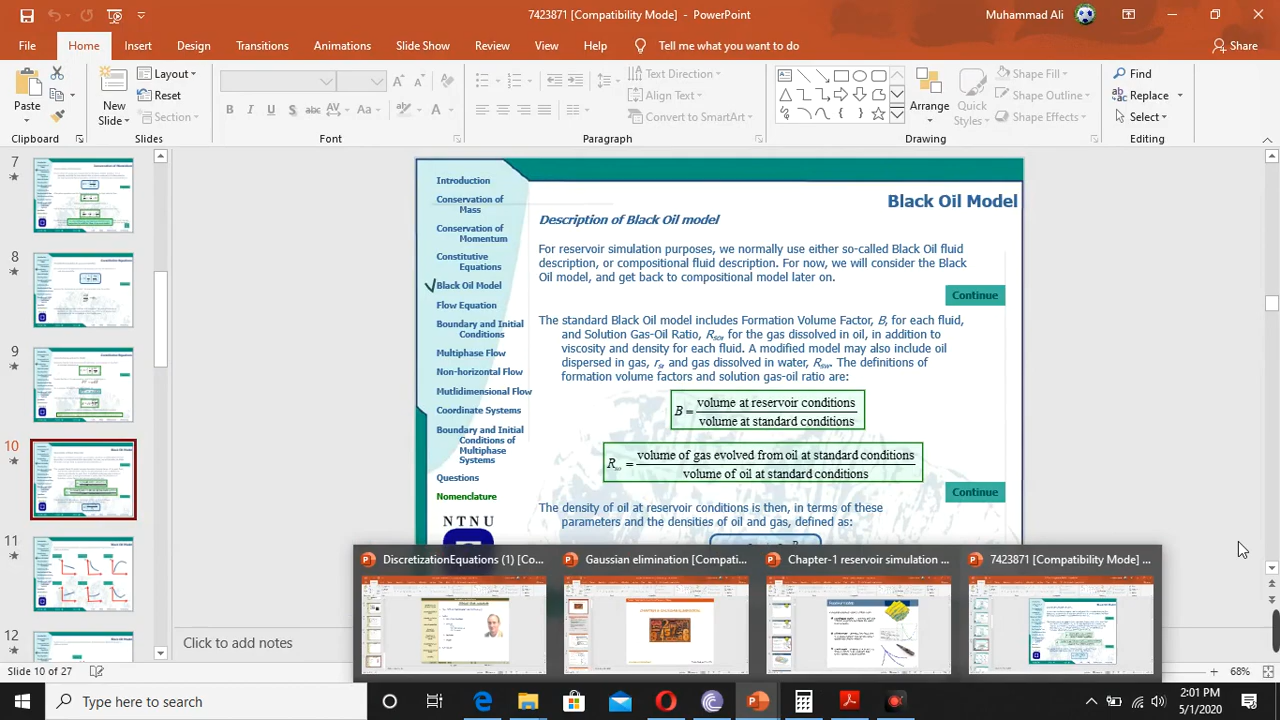 7423871 [Compatibility Mode] - PowerPoint
Muhammad Ali
File Home Insert Design Transitions Animations Slide Show Review View Help Tell me what you want to do Share
Paste
New Slide
Layout
Reset
Section
Text Direction
Align Text
Convert to SmartArt
Arrange
Quick Styles
Shape Fill
Shape Outline
Shape Effects
Find
Replace
Select
Clipboard Slides Font Paragraph Drawing Editing
7
8
9
10
11
12
Introduction
Conservation of
Mass
Conservation of
Momentum
Constitutive
Equations
Black Oil Model
Flow Equation
Boundary and Initial
Conditions
Multiphase Flow
Non-horizontal Flow
Mutlidimensional Flow
Coordinate Systems
Boundary and Initial
Conditions of
Multiphase
Systems
Questions
Nomenclature
NTNU
Black Oil Model
Description of Black Oil model
For reservoir simulation purposes, we normally use either so-called Black Oil fluid
description, or compositional fluid description. For now, we will consider the Black
Oil model, and get back to compositional model later on.
Continue
The standard Black Oil model includes Formation Volume Factor, B, for each fluid,
and Solution Gas-Oil Ratio, Rso, for the gas dissolved in oil, in addition to
viscosity and density for each fluid. A modified model may also include oil
dispersed in gas, rs, and gas dissolved in water, Rsw. The definitions of
formation volume factors and solution gas-oil ratio are:
B = volume at reservoir conditions
volume at standard conditions
Rso = volume of gas evolved from oil at standard conditions
volume of oil at standard conditions
Continue
The density of oil at reservoir conditions is then, in terms of these
parameters and the densities of oil and gas, defined as:
DescretizationEquations (1) [Co...
Gaussian elimination [Compati...
Chapter-1 reservoir simulation ...
7423871 [Compatibility Mode] ...
Click to add notes
Slide 10 of 27
68%
Type here to search
2:01 PM
5/1/2020